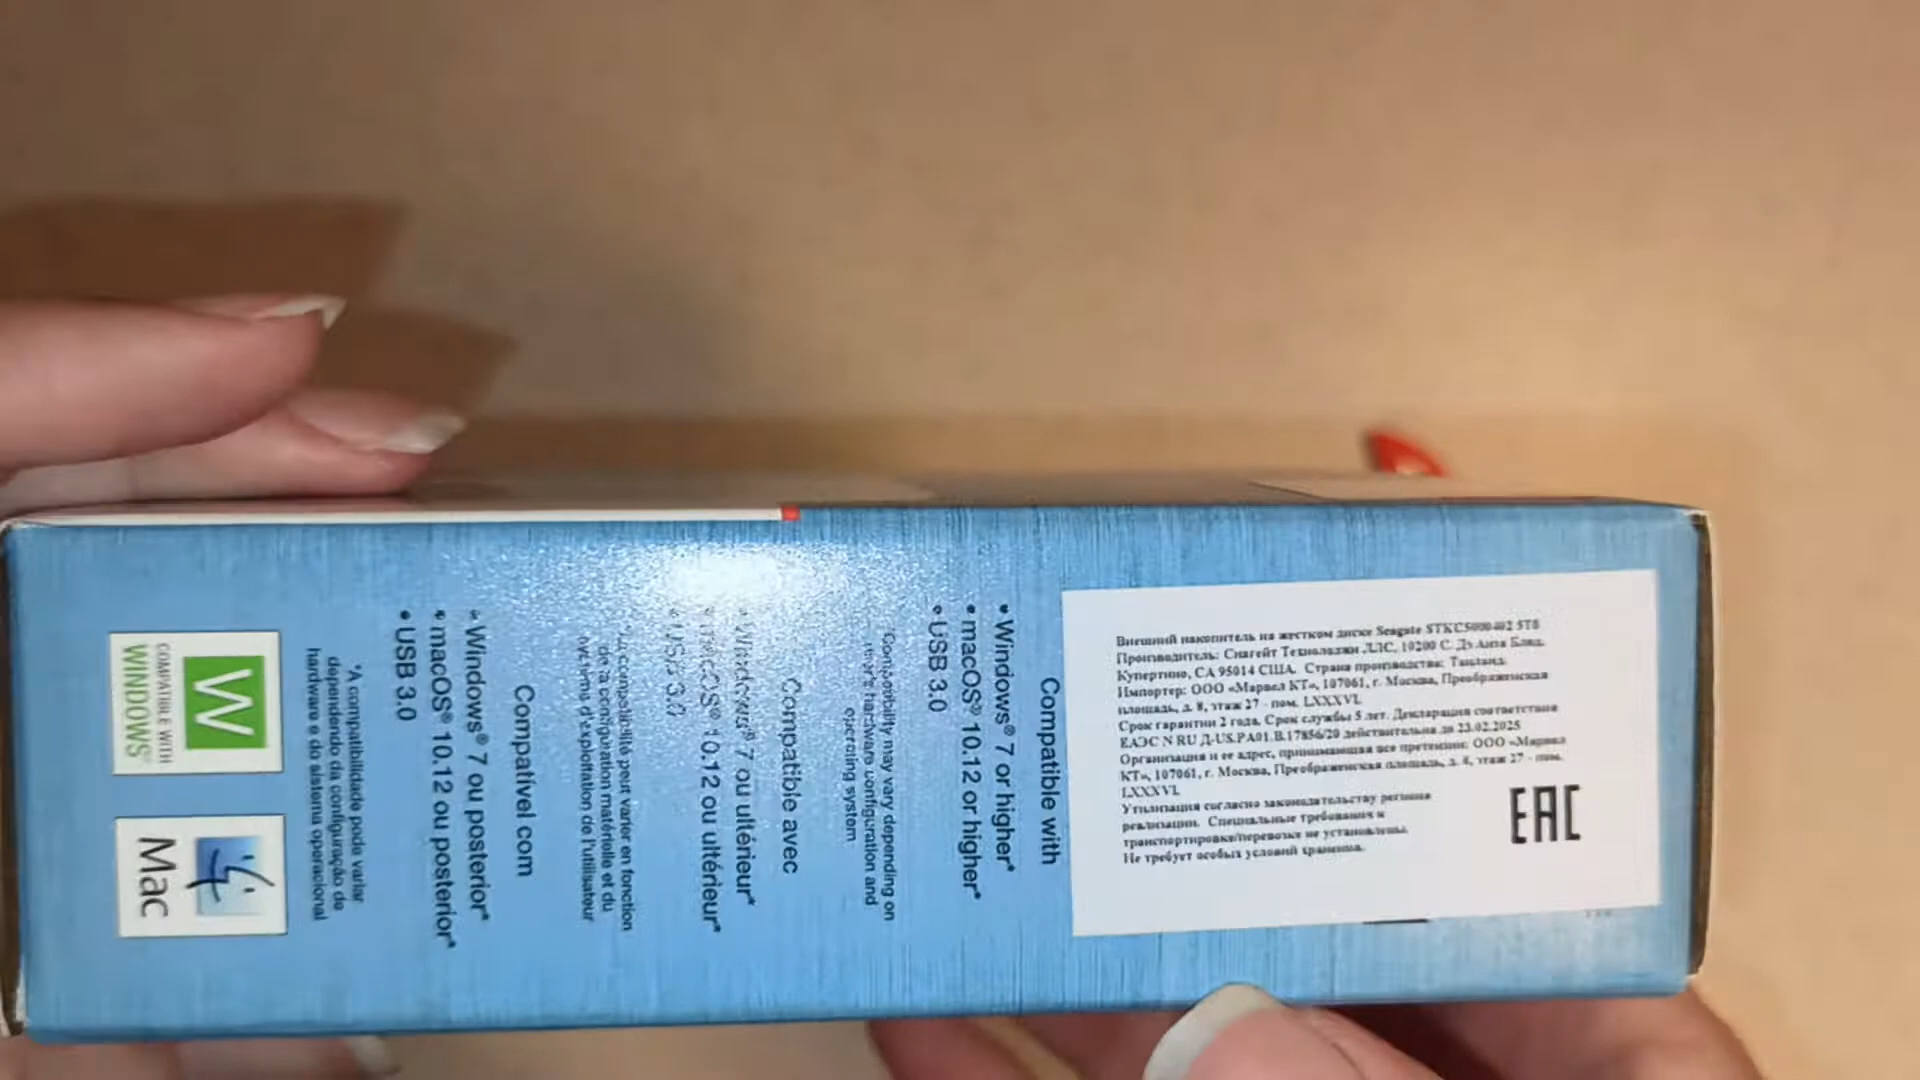 Внешний накопитель на жестком диске Seagate STKC5000402 5TB
Производитель: Сиагейт Технолоджи ЛЛС, 10200 С. Дэ Анза Блвд.
Купертино, CA 95014 США. Страна производства: Таиланд.
Импортер: ООО «Марвел КТ», 107061, г. Москва, Преображенская
площадь, д. 8, этаж 27 - пом. LXXXVI.
Срок гарантии 2 года. Срок службы 5 лет. Декларация соответствия
ЕАЭС N RU Д-US.РА01.В.17856/20 действительна до 23.02.2025
Организация и ее адрес, принимающая все претензии: ООО «Марвел
КТ», 107061, г. Москва, Преображенская площадь, д. 8, этаж 27 - пом.
LXXXVI.
Утилизация согласно законодательству региона
реализации. Специальные требования к
транспортировке/перевозке не установлены.
Не требует особых условий хранения.
EAC
Compatible with
• Windows® 7 or higher*
• macOS® 10.12 or higher*
• USB 3.0
*Compatibility may vary depending on
user's hardware configuration and
operating system
Compatible avec
• Windows® 7 ou ultérieur*
• macOS® 10.12 ou ultérieur*
• USB 3.0
*La compatibilité peut varier en fonction
de la configuration matérielle et du
système d'exploitation de l'utilisateur
Compatível com
• Windows® 7 ou posterior*
• macOS® 10.12 ou posterior*
• USB 3.0
*A compatibilidade pode variar
dependendo da configuração de
hardware e do sistema operacional
W
COMPATIBLE WITH
WINDOWS®
Mac